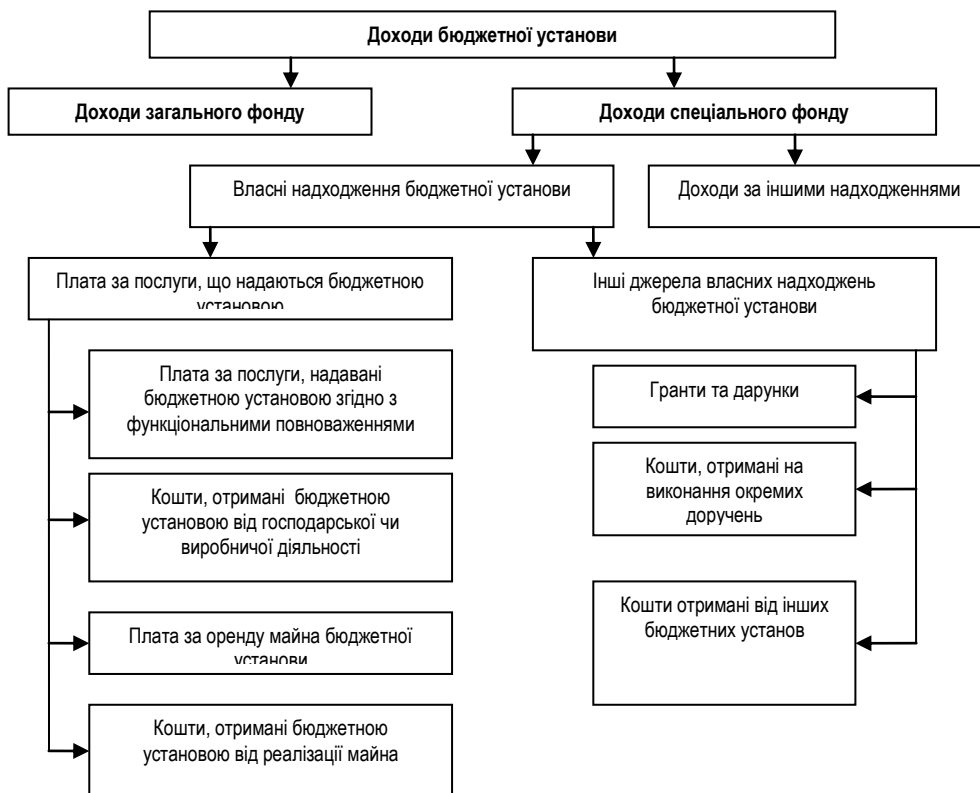 Доходи бюджетної установи
Доходи загального фонду
Доходи спеціального фонду
Власні надходження бюджетної установи
Доходи за іншими надходженнями
Плата за послуги, що надаються бюджетною
установою
Інші джерела власних надходжень
бюджетної установи
Плата за послуги, надавані
бюджетною установою згідно з
функціональними повноваженнями
Гранти та дарунки
Кошти, отримані на
виконання окремих
доручень
Кошти, отримані бюджетною
установою від господарської чи
виробничої діяльності
Кошти отримані від інших
бюджетних установ
Плата за оренду майна бюджетної
установи
Кошти, отримані бюджетною
установою від реалізації майна